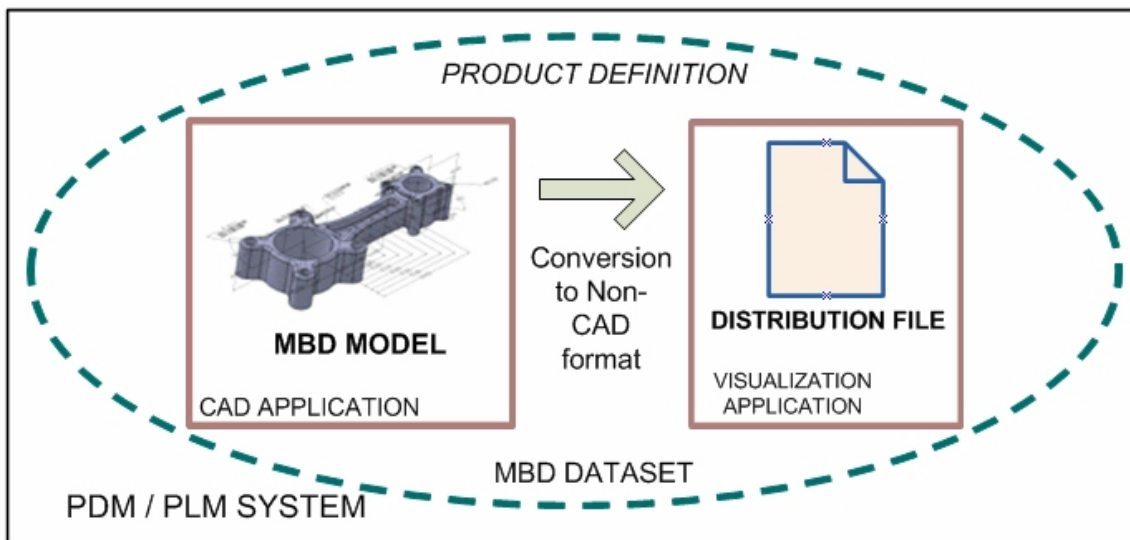 PRODUCT DEFINITION
MBD MODEL
CAD APPLICATION
Conversion
to Non-
CAD
format
DISTRIBUTION FILE
VISUALIZATION
APPLICATION
MBD DATASET
PDM / PLM SYSTEM